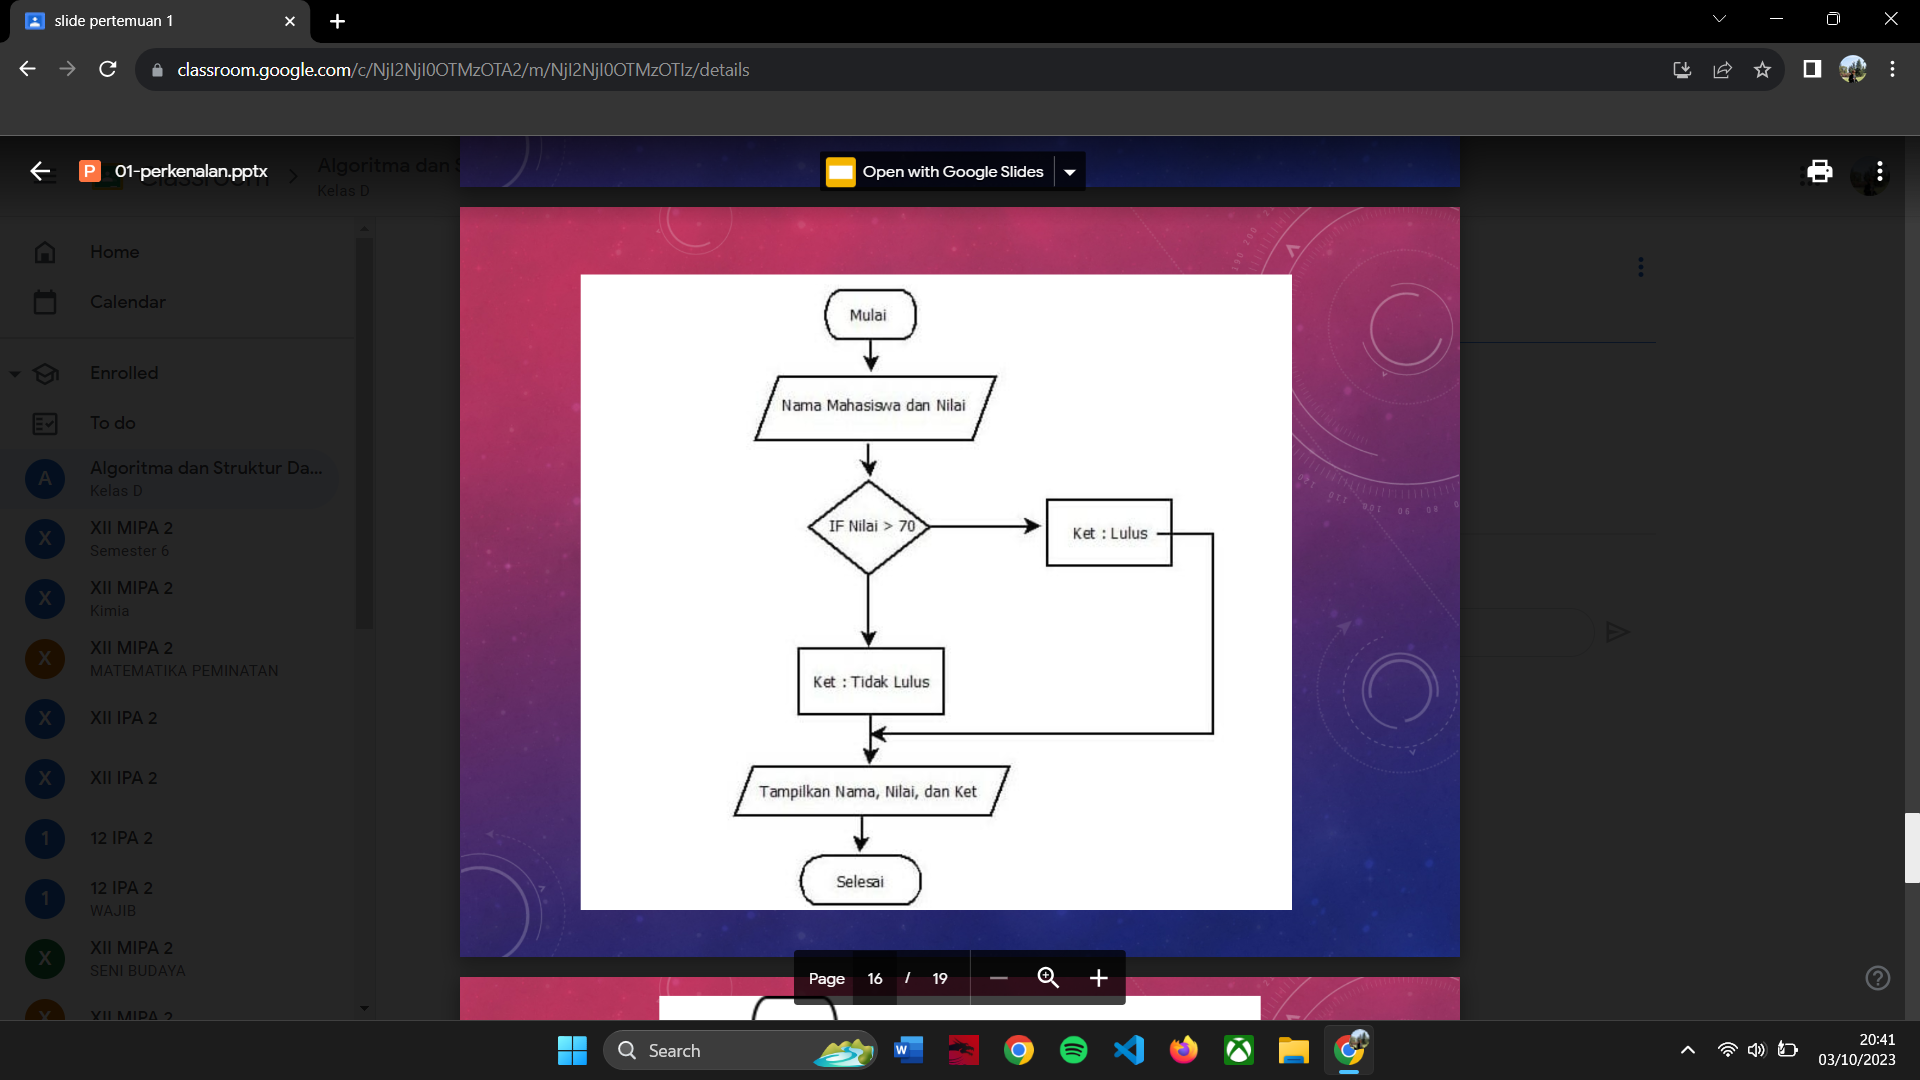 slide pertemuan 1
classroom.google.com/c/NjI2NjI0OTMzOTA2/m/NjI2NjI0OTMzOTIz/details
P 01-perkenalan.pptx
Classroom
Algoritma dan S
Kelas D
Open with Google Slides
Home
Calendar
Enrolled
To do
A Algoritma dan Struktur Da...
Kelas D
X XII MIPA 2
Semester 6
X XII MIPA 2
Kimia
X XII MIPA 2
MATEMATIKA PEMINATAN
X XII IPA 2
X XII IPA 2
1 12 IPA 2
1 12 IPA 2
WAJIB
X XII MIPA 2
SENI BUDAYA
X XII MIPA 2
Mulai
Nama Mahasiswa dan Nilai
IF Nilai > 70
Ket : Lulus
Ket : Tidak Lulus
Tampilkan Nama, Nilai, dan Ket
Selesai
Page 16 / 19
Search
20:41
03/10/2023